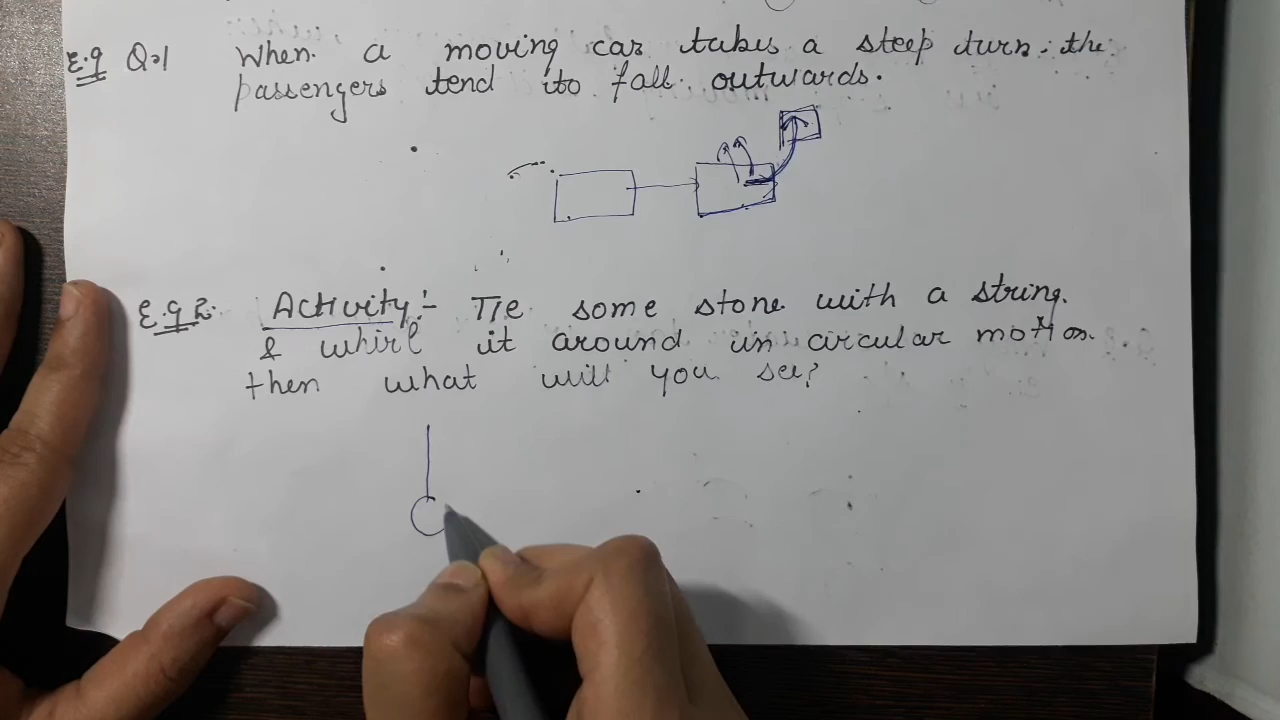 E.g Q.1 When a moving car takes a steep turn. the
passengers tend to fall outwards.
E.g 2. Activity:- Tie some stone with a string.
& whirl it around in circular motion.
then what will you see?